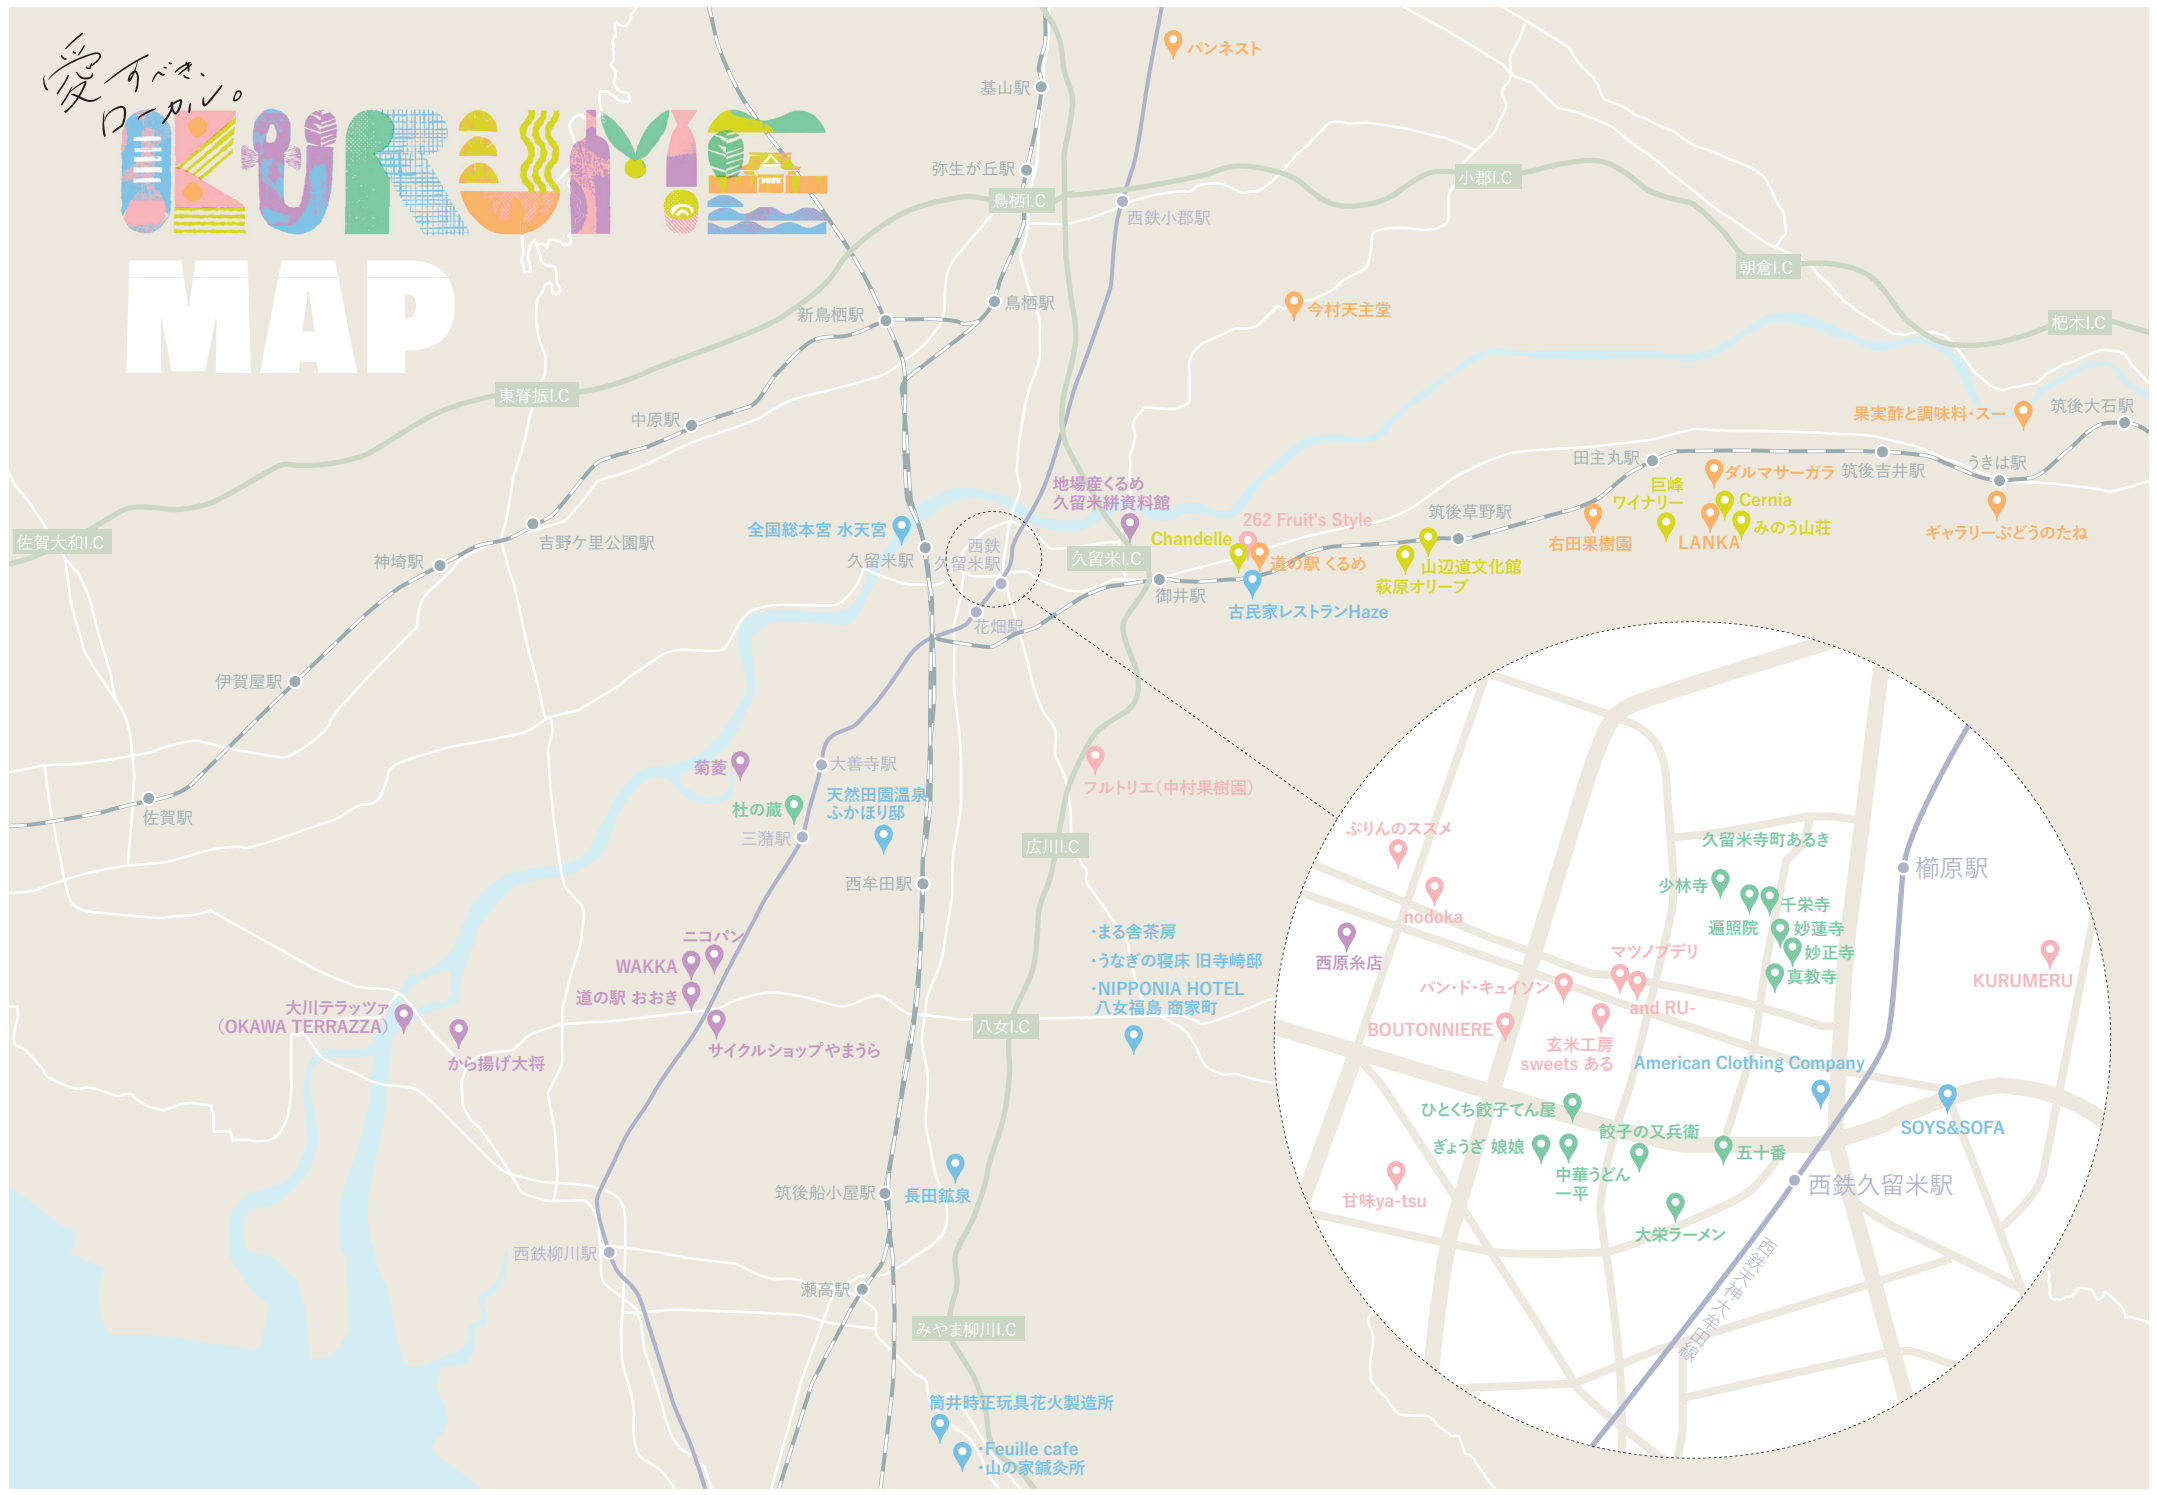 愛すべき、
ローカル。
KURUME
MAP
パンネスト
基山駅
弥生が丘駅
小郡I.C
鳥栖I.C
西鉄小郡駅
朝倉I.C
鳥栖駅
今村天主堂
新鳥栖駅
杷木I.C
東脊振I.C
中原駅
果実酢と調味料・スー
筑後大石駅
田主丸駅
うきは駅
筑後吉井駅
ダルマサーガラ
地場産くるめ
久留米絣資料館
巨峰
ワイナリー
Cernia
みのう山荘
LANKA
右田果樹園
ギャラリーぶどうのたね
筑後草野駅
262 Fruit's Style
Chandelle
道の駅 くるめ
山辺道文化館
萩原オリーブ
古民家レストランHaze
全国総本宮 水天宮
久留米駅
西鉄
久留米駅
久留米I.C
御井駅
花畑駅
佐賀大和I.C
吉野ケ里公園駅
神埼駅
伊賀屋駅
佐賀駅
菊菱
大善寺駅
杜の蔵
天然田園温泉
ふかほり邸
三潴駅
フルトリエ（中村果樹園）
広川I.C
西牟田駅
・まる舎茶房
・うなぎの寝床 旧寺崎邸
・NIPPONIA HOTEL
八女福島 商家町
八女I.C
ニコパン
WAKKA
道の駅 おおき
サイクルショップやまうら
大川テラッツァ
（OKAWA TERRAZZA）
から揚げ大将
長田鉱泉
筑後船小屋駅
西鉄柳川駅
瀬高駅
みやま柳川I.C
筒井時正玩具花火製造所
・Feuille cafe
・山の家鍼灸所
ぷりんのススメ
nodoka
西原糸店
久留米寺町あるき
少林寺
千栄寺
遍照院
妙蓮寺
妙正寺
真教寺
櫛原駅
KURUMERU
マツノブデリ
パン・ド・キュイソン
and RU-
BOUTONNIERE
玄米工房
sweets ある
American Clothing Company
SOYS&SOFA
ひとくち餃子てん屋
餃子の又兵衛
ぎょうざ 娘娘
中華うどん
一平
五十番
西鉄久留米駅
甘味ya-tsu
大栄ラーメン
西鉄天神大牟田線